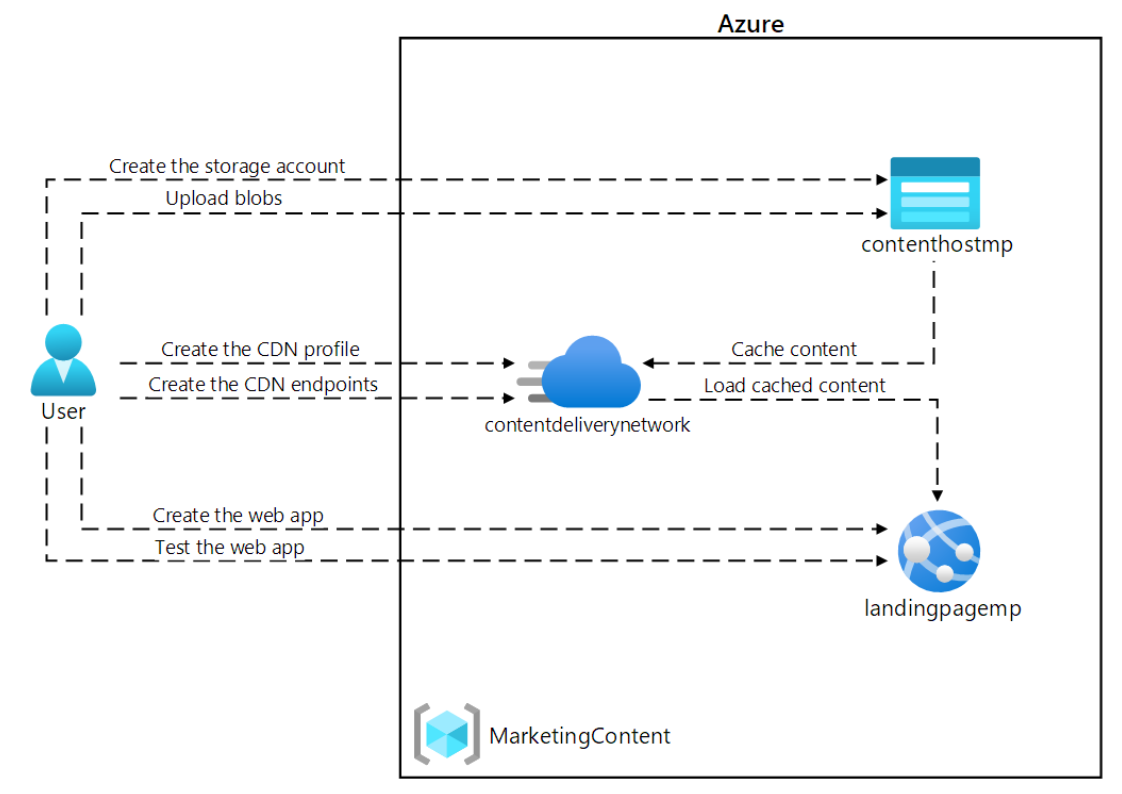 Azure
Create the storage account
Upload blobs
contenthostmp
Create the CDN profile
Cache content
Create the CDN endpoints
Load cached content
User
contentdeliverynetwork
Create the web app
Test the web app
landingpagemp
MarketingContent